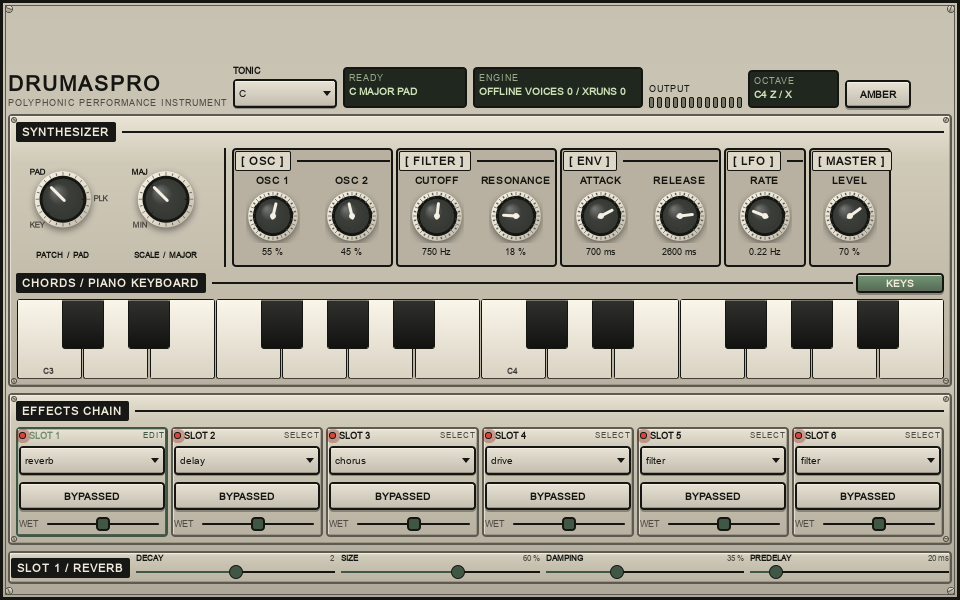 DRUMASPRO
POLYPHONIC PERFORMANCE INSTRUMENT
TONIC
C
READY
C MAJOR PAD
ENGINE
OFFLINE VOICES 0 / XRUNS 0
OUTPUT
OCTAVE
C4 Z / X
AMBER
SYNTHESIZER
PAD
PLK
KEY
PATCH / PAD
MAJ
MIN
SCALE / MAJOR
[ OSC ]
OSC 1
OSC 2
55 %
45 %
[ FILTER ]
CUTOFF
RESONANCE
750 Hz
18 %
[ ENV ]
ATTACK
RELEASE
700 ms
2600 ms
[ LFO ]
RATE
0.22 Hz
[ MASTER ]
LEVEL
70 %
CHORDS / PIANO KEYBOARD
KEYS
C3
C4
EFFECTS CHAIN
SLOT 1 EDIT
reverb
BYPASSED
WET
SLOT 2 SELECT
delay
BYPASSED
WET
SLOT 3 SELECT
chorus
BYPASSED
WET
SLOT 4 SELECT
drive
BYPASSED
WET
SLOT 5 SELECT
filter
BYPASSED
WET
SLOT 6 SELECT
filter
BYPASSED
WET
SLOT 1 / REVERB
DECAY 2
SIZE 60 %
DAMPING 35 %
PREDELAY 20 ms